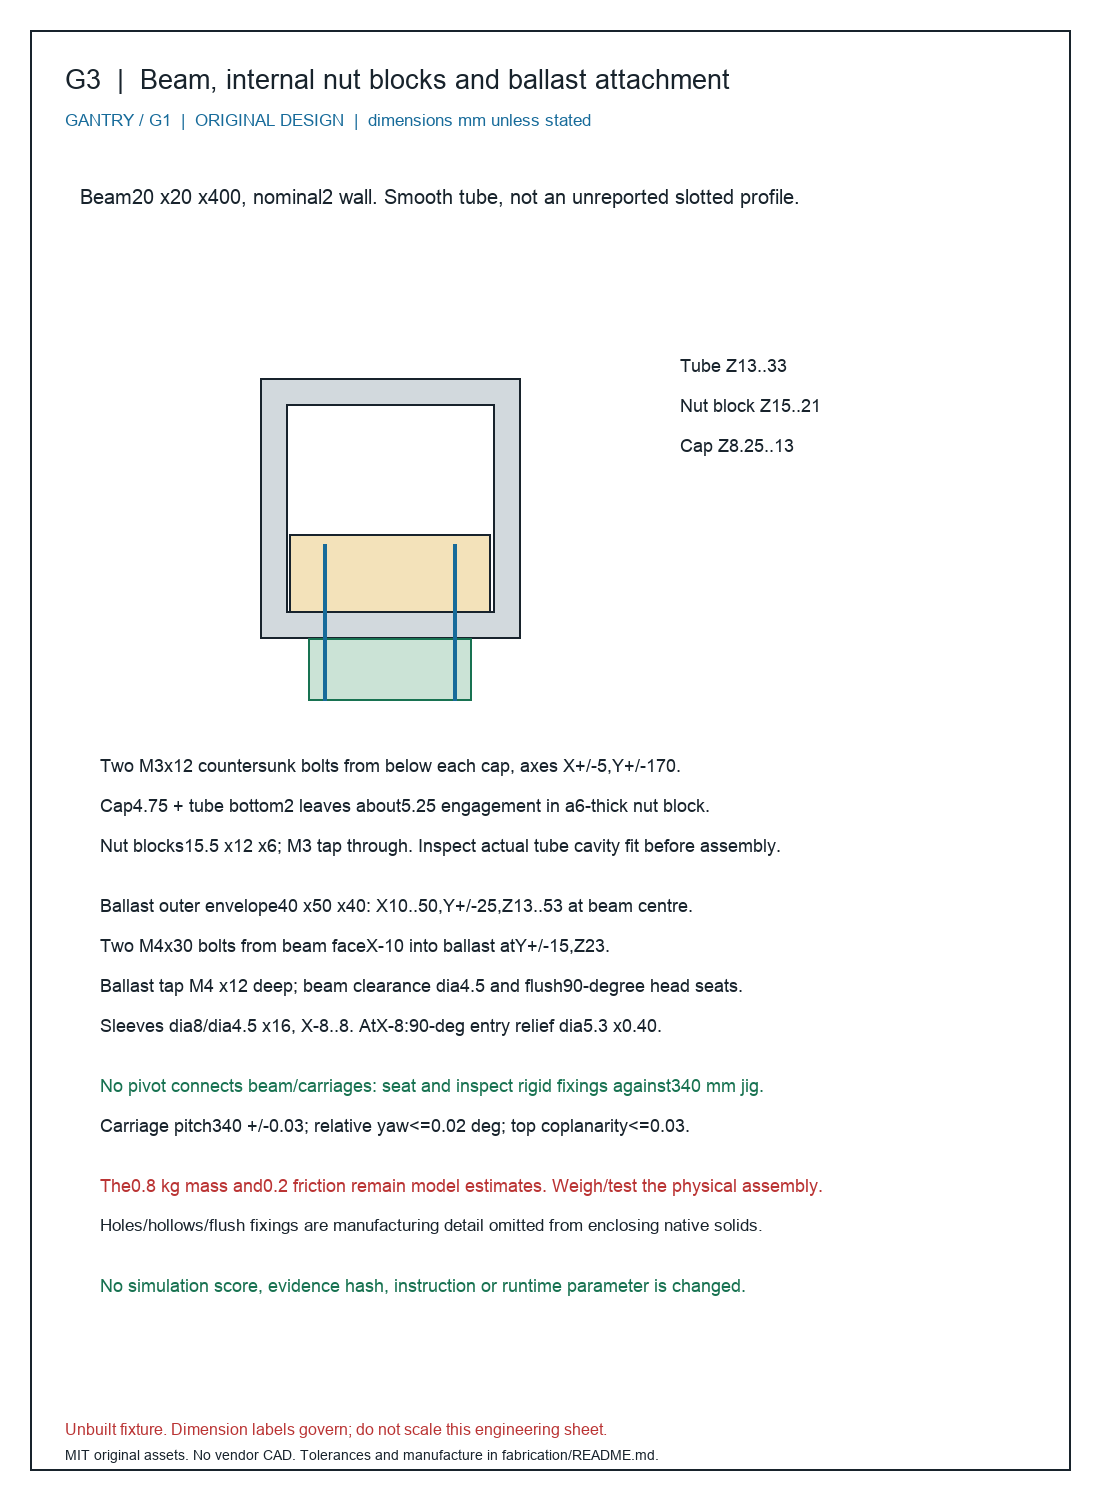 G3 | Beam, internal nut blocks and ballast attachment
GANTRY / G1 | ORIGINAL DESIGN | dimensions mm unless stated
Beam20 x20 x400, nominal2 wall. Smooth tube, not an unreported slotted profile.
Tube Z13..33
Nut block Z15..21
Cap Z8.25..13
Two M3x12 countersunk bolts from below each cap, axes X+/-5,Y+/-170.
Cap4.75 + tube bottom2 leaves about5.25 engagement in a6-thick nut block.
Nut blocks15.5 x12 x6; M3 tap through. Inspect actual tube cavity fit before assembly.
Ballast outer envelope40 x50 x40: X10..50,Y+/-25,Z13..53 at beam centre.
Two M4x30 bolts from beam faceX-10 into ballast atY+/-15,Z23.
Ballast tap M4 x12 deep; beam clearance dia4.5 and flush90-degree head seats.
Sleeves dia8/dia4.5 x16, X-8..8. AtX-8:90-deg entry relief dia5.3 x0.40.
No pivot connects beam/carriages: seat and inspect rigid fixings against340 mm jig.
Carriage pitch340 +/-0.03; relative yaw<=0.02 deg; top coplanarity<=0.03.
The0.8 kg mass and0.2 friction remain model estimates. Weigh/test the physical assembly.
Holes/hollows/flush fixings are manufacturing detail omitted from enclosing native solids.
No simulation score, evidence hash, instruction or runtime parameter is changed.
Unbuilt fixture. Dimension labels govern; do not scale this engineering sheet.
MIT original assets. No vendor CAD. Tolerances and manufacture in fabrication/README.md.